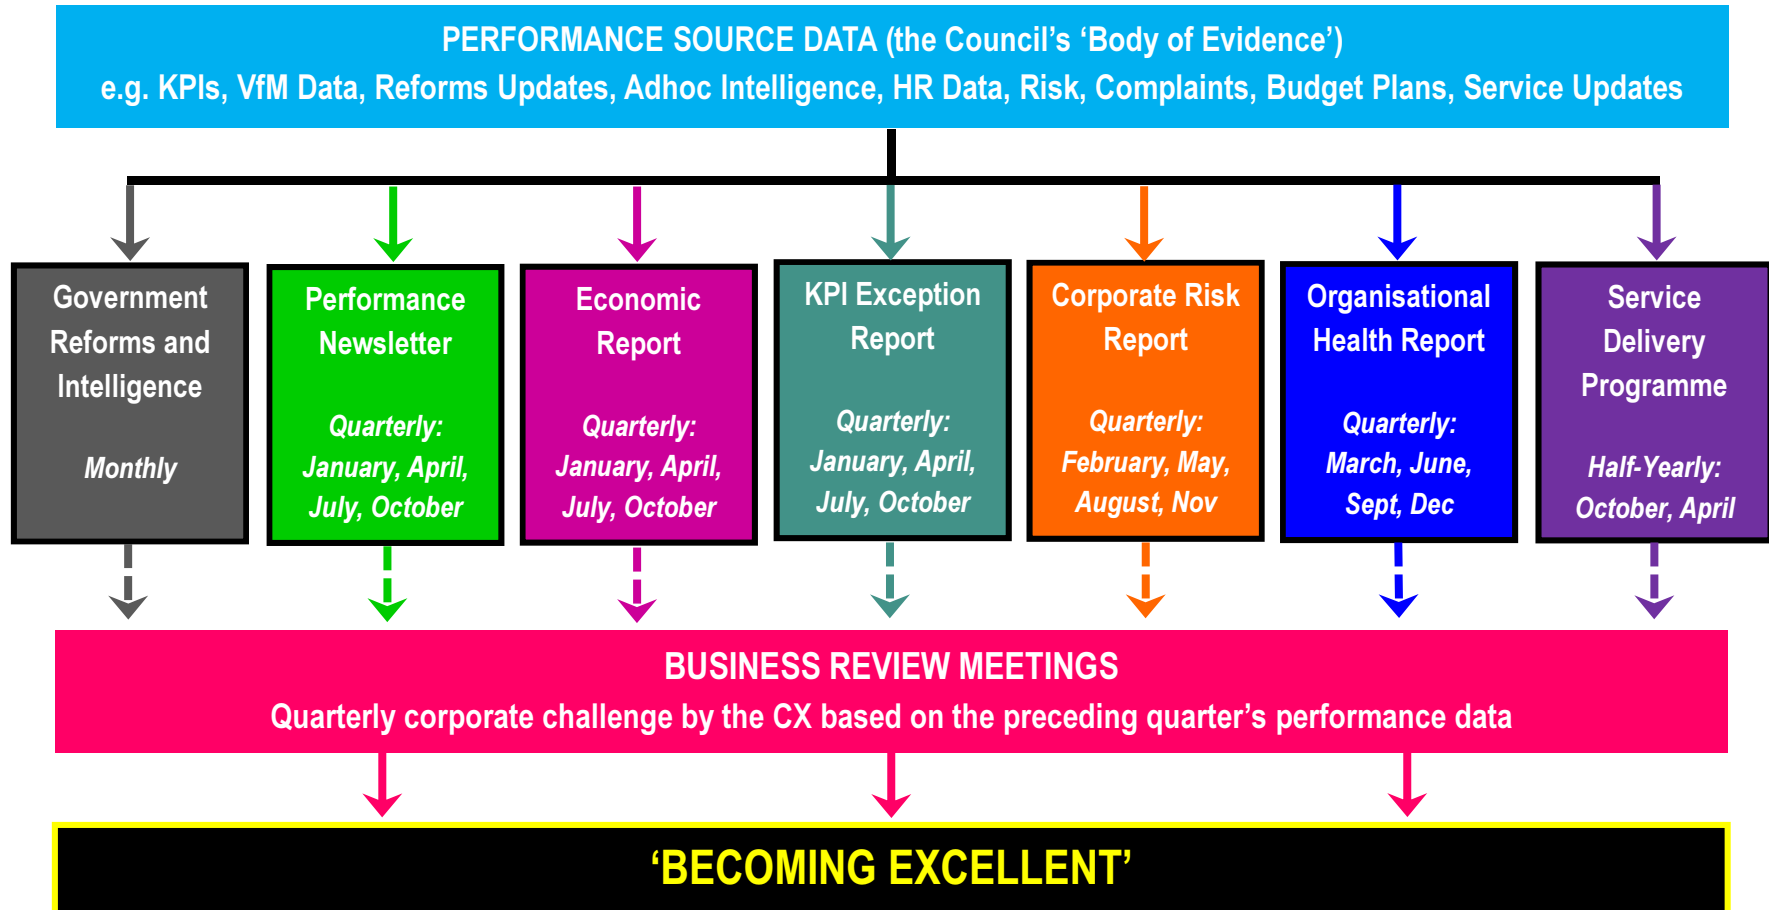 PERFORMANCE SOURCE DATA (the Council’s ‘Body of Evidence’)
e.g. KPIs, VfM Data, Reforms Updates, Adhoc Intelligence, HR Data, Risk, Complaints, Budget Plans, Service Updates
Government
Reforms and
Intelligence
Monthly
Performance
Newsletter
Quarterly:
January, April,
July, October
Economic
Report
Quarterly:
January, April,
July, October
KPI Exception
Report
Quarterly:
January, April,
July, October
Corporate Risk
Report
Quarterly:
February, May,
August, Nov
Organisational
Health Report
Quarterly:
March, June,
Sept, Dec
Service
Delivery
Programme
Half-Yearly:
October, April
BUSINESS REVIEW MEETINGS
Quarterly corporate challenge by the CX based on the preceding quarter’s performance data
‘BECOMING EXCELLENT’